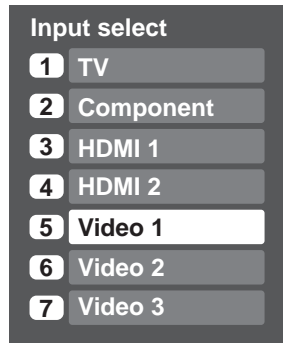 Input select
1 TV
2 Component
3 HDMI 1
4 HDMI 2
5 Video 1
6 Video 2
7 Video 3